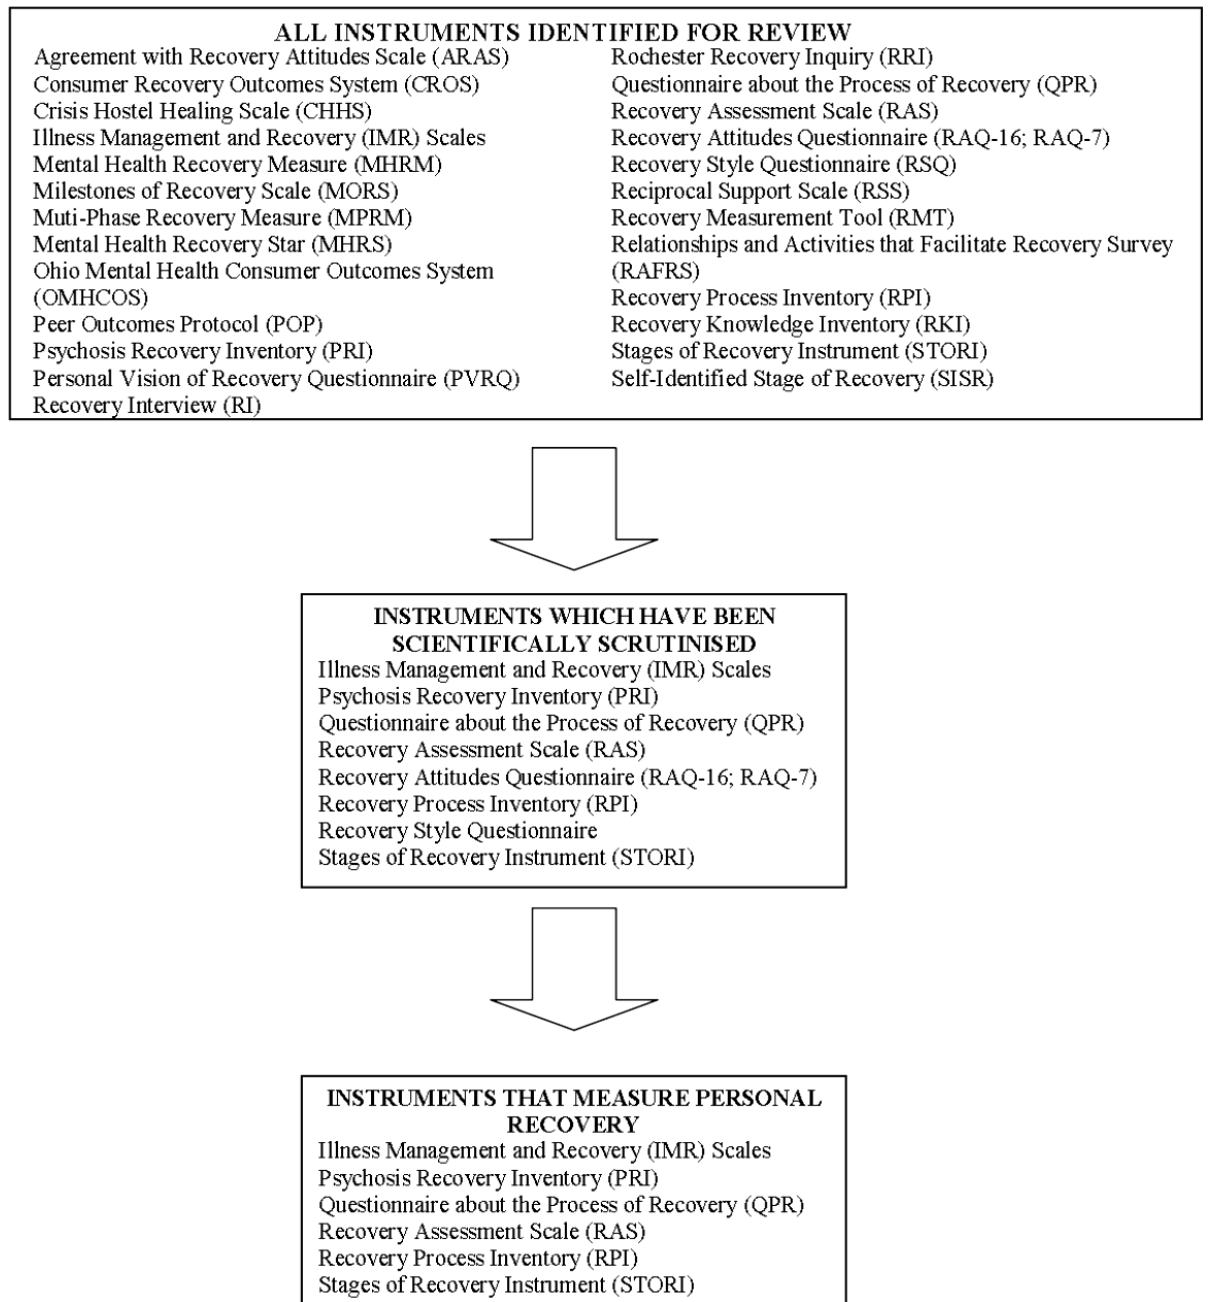 ALL INSTRUMENTS IDENTIFIED FOR REVIEW
Agreement with Recovery Attitudes Scale (ARAS)
Consumer Recovery Outcomes System (CROS)
Crisis Hostel Healing Scale (CHHS)
Illness Management and Recovery (IMR) Scales
Mental Health Recovery Measure (MHRM)
Milestones of Recovery Scale (MORS)
Muti-Phase Recovery Measure (MPRM)
Mental Health Recovery Star (MHRS)
Ohio Mental Health Consumer Outcomes System
(OMHCOS)
Peer Outcomes Protocol (POP)
Psychosis Recovery Inventory (PRI)
Personal Vision of Recovery Questionnaire (PVRQ)
Recovery Interview (RI)
Rochester Recovery Inquiry (RRI)
Questionnaire about the Process of Recovery (QPR)
Recovery Assessment Scale (RAS)
Recovery Attitudes Questionnaire (RAQ-16; RAQ-7)
Recovery Style Questionnaire (RSQ)
Reciprocal Support Scale (RSS)
Recovery Measurement Tool (RMT)
Relationships and Activities that Facilitate Recovery Survey
(RAFRS)
Recovery Process Inventory (RPI)
Recovery Knowledge Inventory (RKI)
Stages of Recovery Instrument (STORI)
Self-Identified Stage of Recovery (SISR)
INSTRUMENTS WHICH HAVE BEEN
SCIENTIFICALLY SCRUTINISED
Illness Management and Recovery (IMR) Scales
Psychosis Recovery Inventory (PRI)
Questionnaire about the Process of Recovery (QPR)
Recovery Assessment Scale (RAS)
Recovery Attitudes Questionnaire (RAQ-16; RAQ-7)
Recovery Process Inventory (RPI)
Recovery Style Questionnaire
Stages of Recovery Instrument (STORI)
INSTRUMENTS THAT MEASURE PERSONAL
RECOVERY
Illness Management and Recovery (IMR) Scales
Psychosis Recovery Inventory (PRI)
Questionnaire about the Process of Recovery (QPR)
Recovery Assessment Scale (RAS)
Recovery Process Inventory (RPI)
Stages of Recovery Instrument (STORI)